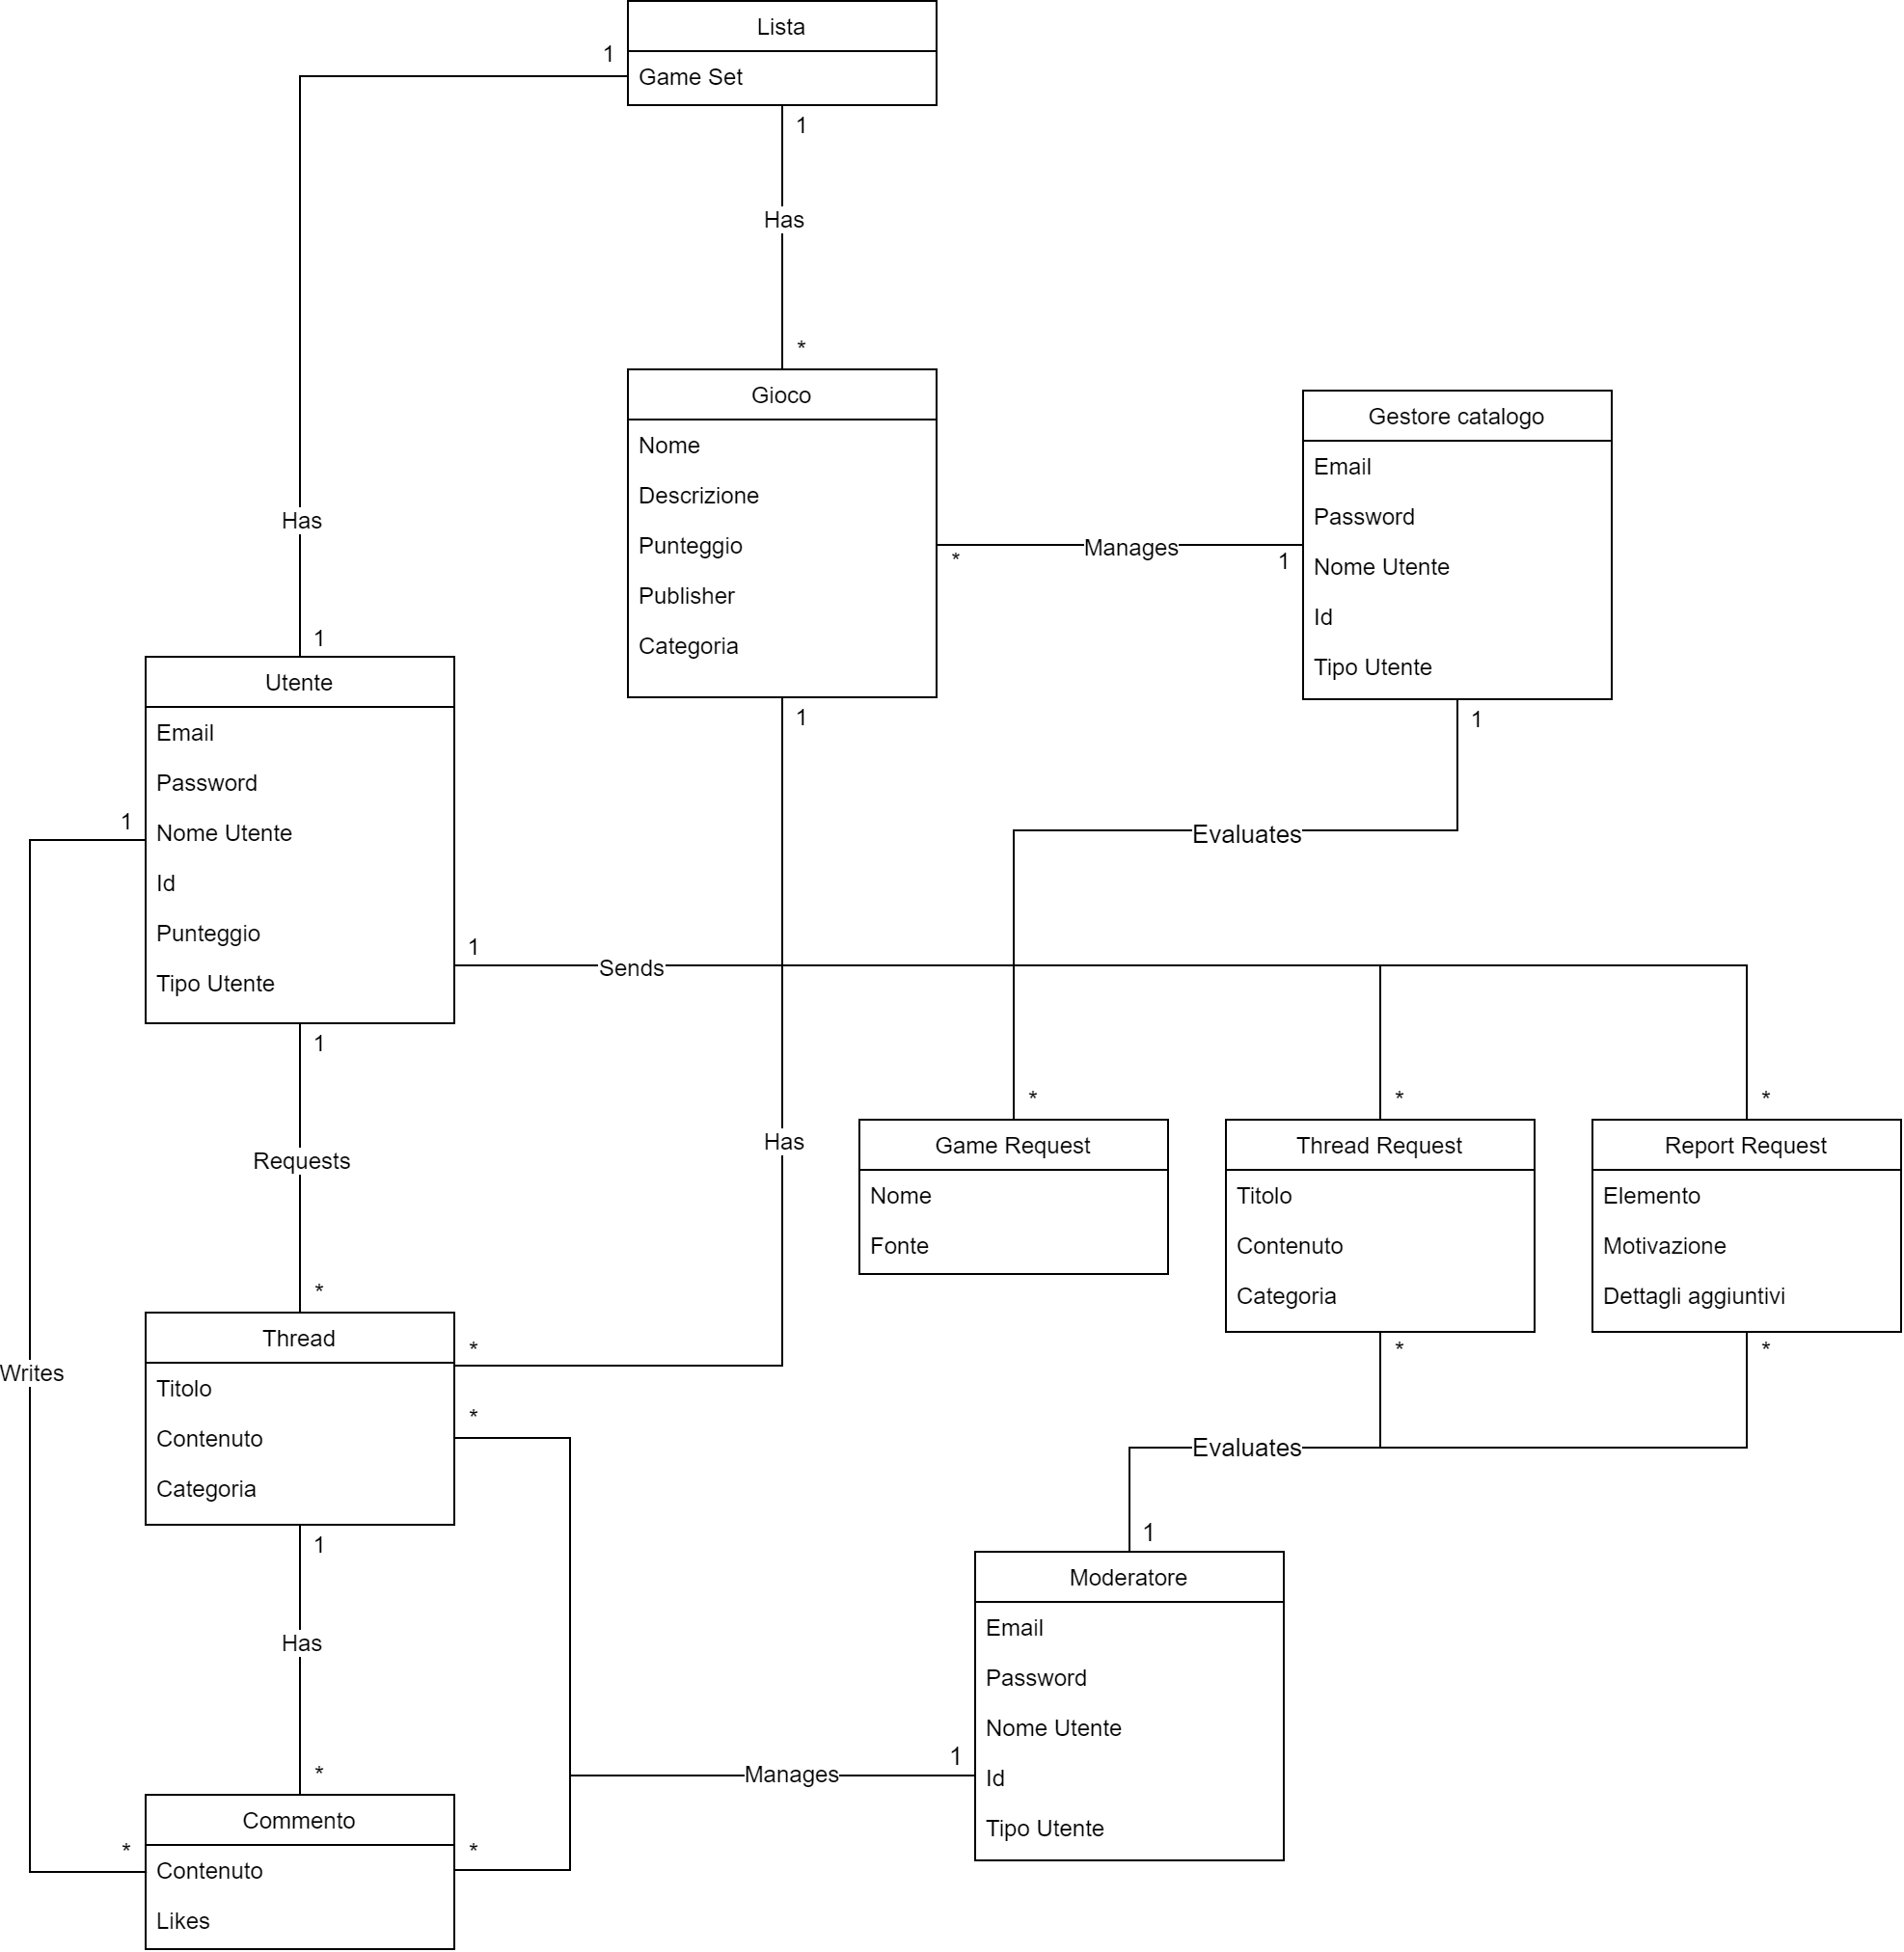 Lista
1
Game Set
1
Has
*
Gioco
Nome
Descrizione
Punteggio
Publisher
Categoria
1
*
Manages
1
Gestore catalogo
Email
Password
Nome Utente
Id
Tipo Utente
1
Has
1
Utente
Email
Password
Nome Utente
Id
Punteggio
Tipo Utente
1
1
1
Evaluates
Sends
*
*
*
Requests
Has
Game Request
Nome
Fonte
Thread Request
Titolo
Contenuto
Categoria
*
Report Request
Elemento
Motivazione
Dettagli aggiuntivi
*
*
Thread
Titolo
Contenuto
Categoria
*
*
1
Writes
Evaluates
1
Moderatore
Email
Password
Nome Utente
Id
Tipo Utente
Has
1
Manages
*
Commento
Contenuto
Likes
*
*